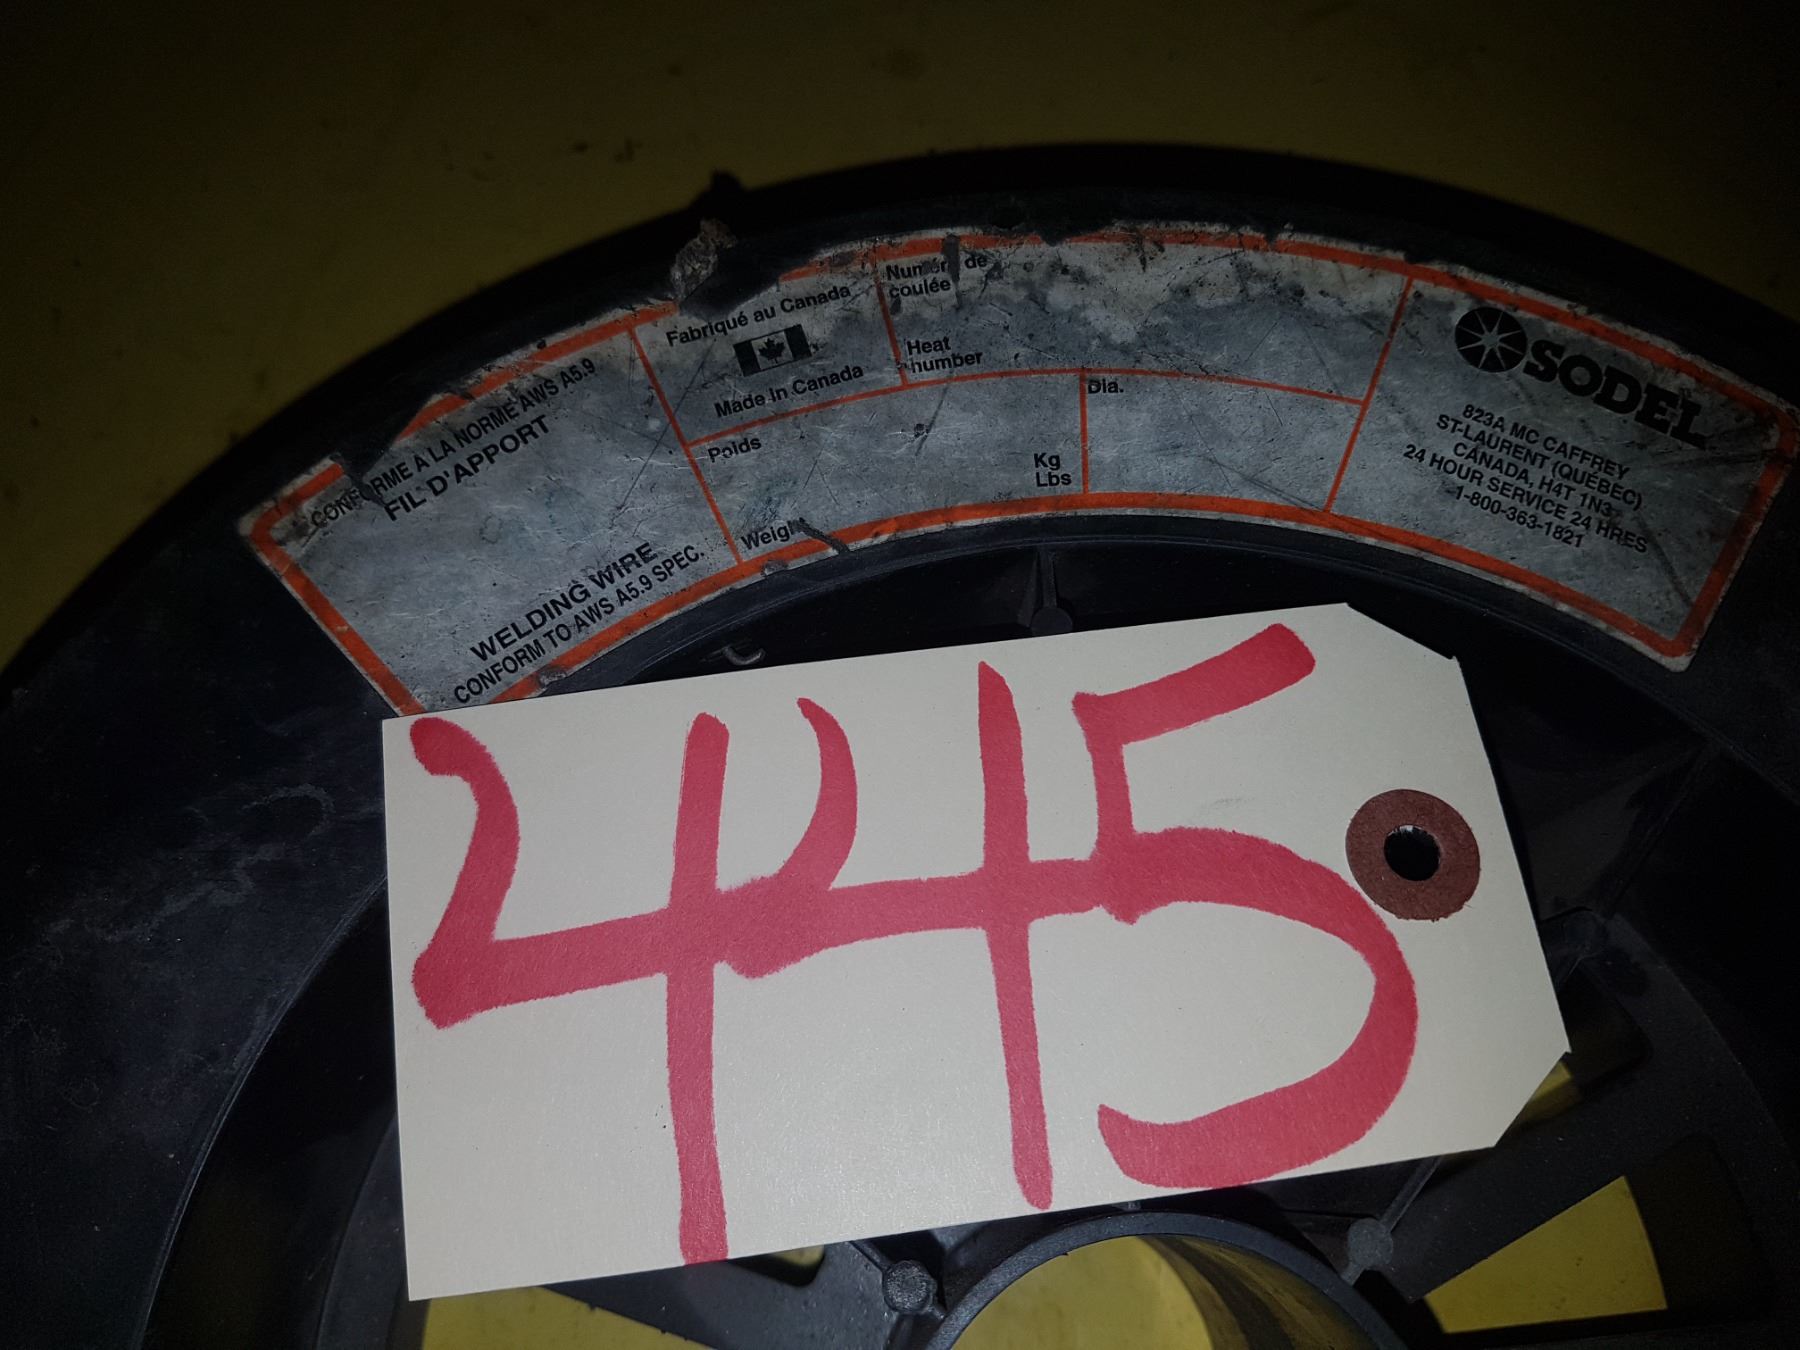 CONFORME A LA NORME AWS A5.9
FIL D'APPORT
WELDING WIRE
CONFORM TO AWS A5.9 SPEC.
Fabriqué au Canada
Made In Canada
Numéro de
coulée
Heat
number
Poids
Weight
Kg
Lbs
Dia.
SODEL
823A MC CAFFREY
ST-LAURENT (QUÉBEC)
CANADA, H4T 1N3
24 HOUR SERVICE 24 HRES
1-800-363-1821
445